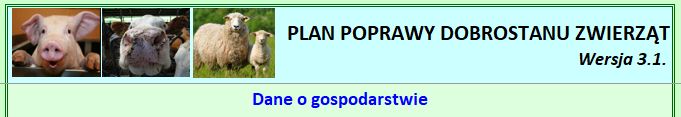 PLAN POPRAWY DOBROSTANU ZWIERZĄT
Wersja 3.1.
Dane o gospodarstwie